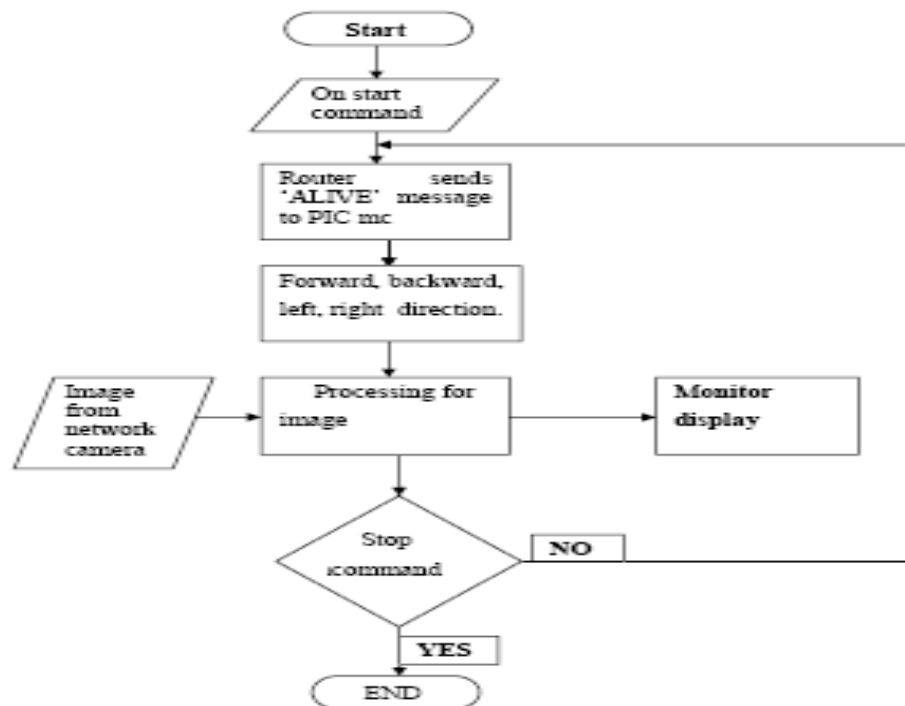 Start
On start
command
Router sends
'ALIVE' message
to PIC mc
Forward, backward,
left, right direction.
Image
from
network
camera
Processing for
image
Monitor
display
Stop
command
NO
YES
END